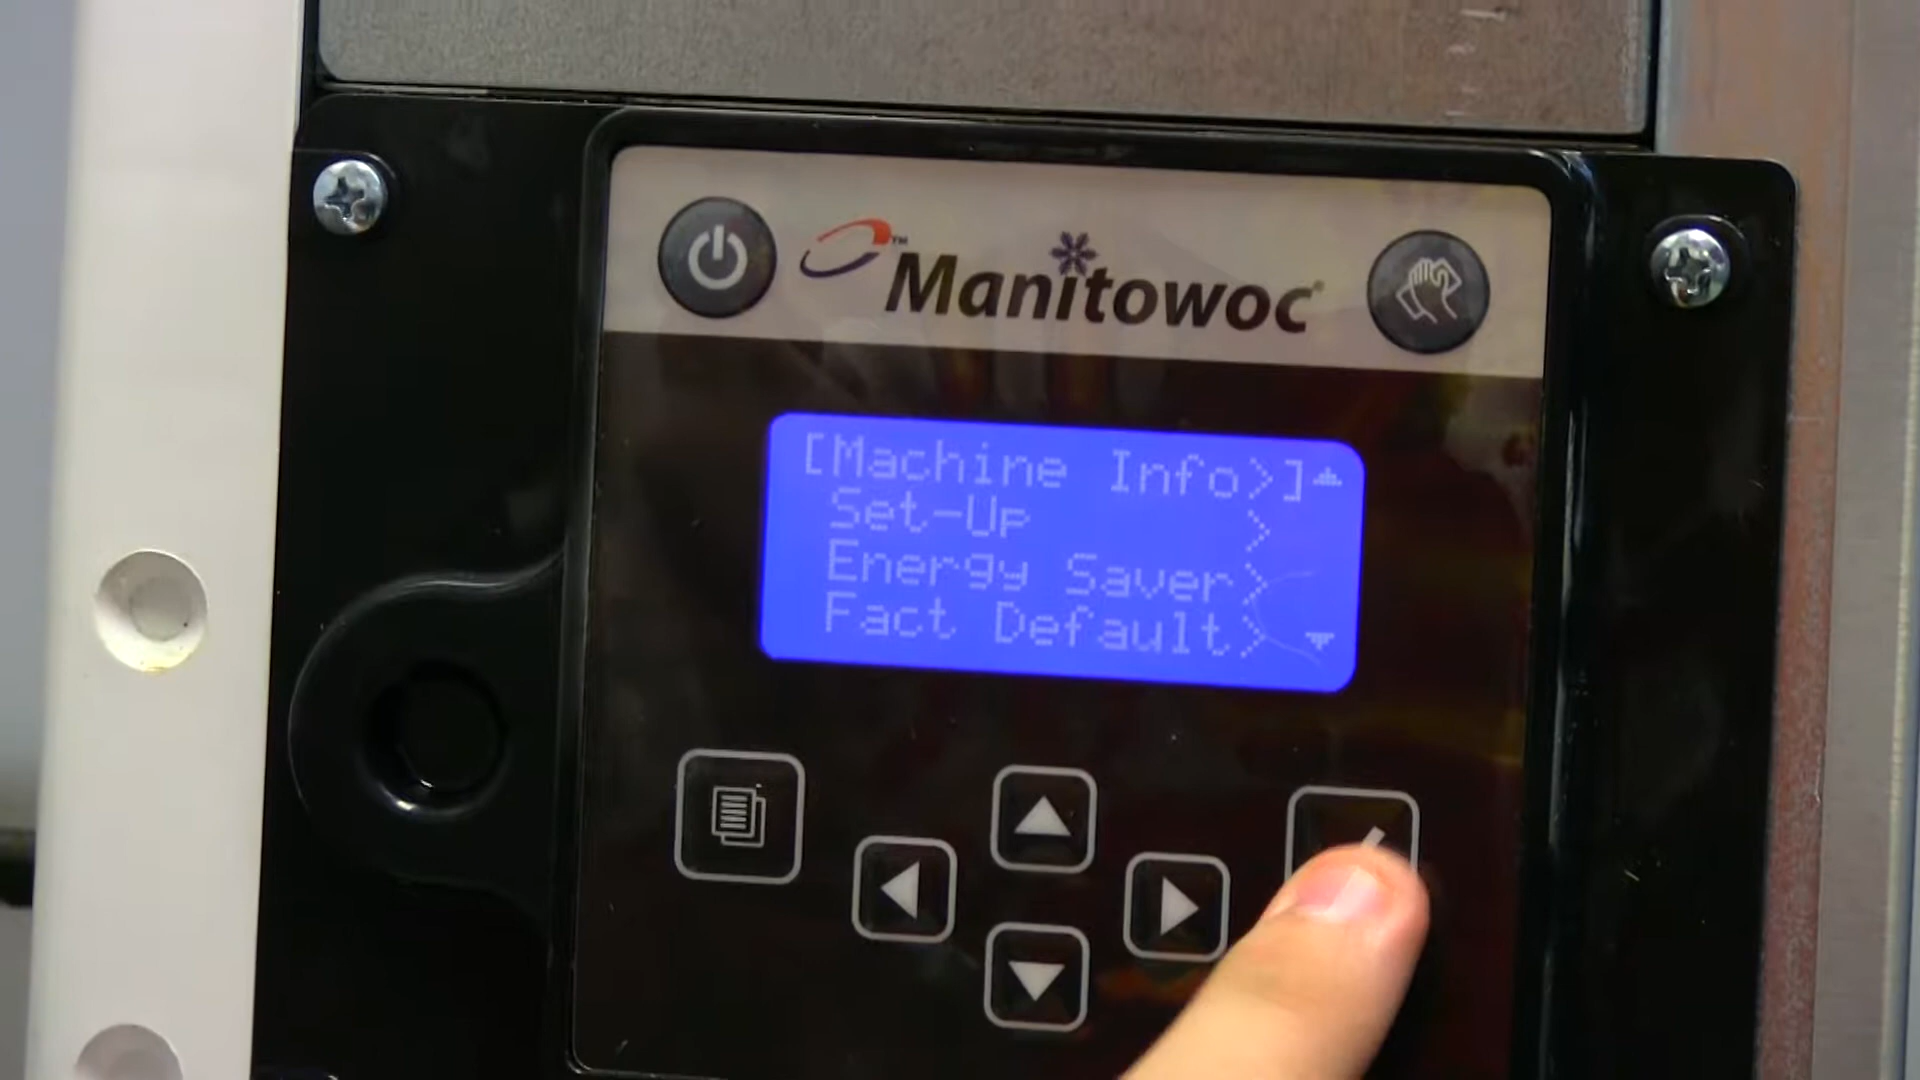 Manitowoc®
[Machine Info>]
Set-Up >
Energy Saver>
Fact Default>